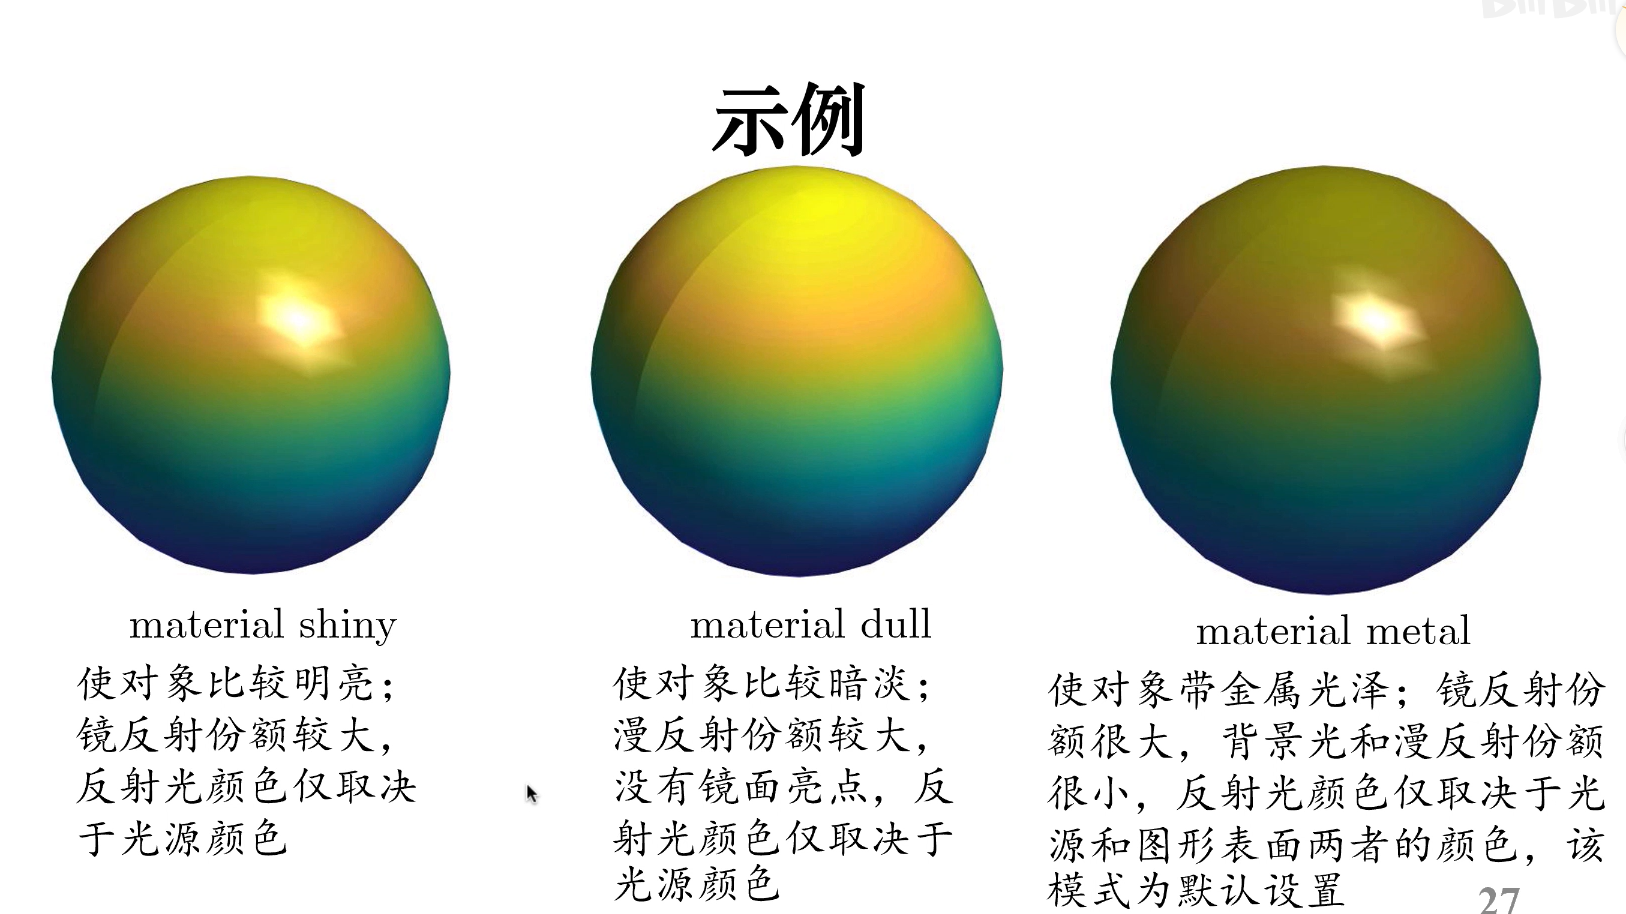 示例
material shiny
使对象比较明亮；
镜反射份额较大，
反射光颜色仅取决
于光源颜色
material dull
使对象比较暗淡；
漫反射份额较大，
没有镜面亮点，反
射光颜色仅取决于
光源颜色
material metal
使对象带金属光泽；镜反射份
额很大，背景光和漫反射份额
很小，反射光颜色仅取决于光
源和图形表面两者的颜色，该
模式为默认设置
27